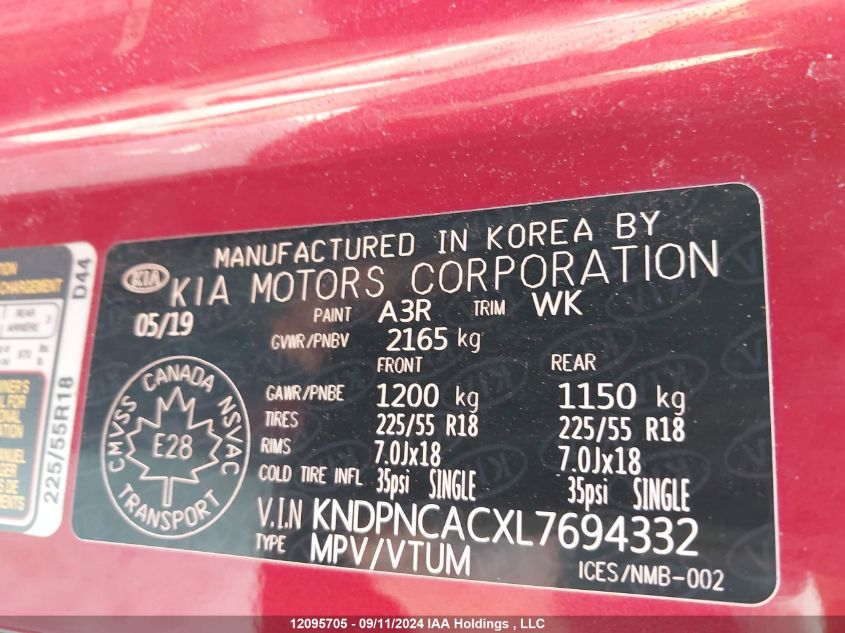 MANUFACTURED IN KOREA BY
KIA KIA MOTORS CORPORATION
05/19 PAINT A3R TRIM WK
GVWR/PNBV 2165 kg
FRONT REAR
GAWR/PNBE 1200 kg 1150 kg
TIRES 225/55 R18 225/55 R18
RIMS 7.0Jx18 7.0Jx18
COLD TIRE INFL 35psi SINGLE 35psi SINGLE
V.I.N KNDPNCACXL7694332
TYPE MPV/VTUM
ICES/NMB-002
CMVSS CANADA NSVAC
E28
TRANSPORT
CHARGEMENT
REAR
ARRIÈRE
D44
225/55R18
12095705 - 09/11/2024 IAA Holdings , LLC